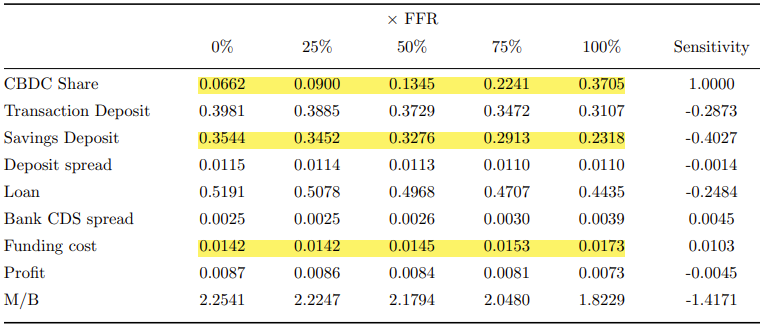 × FFR
0% 25% 50% 75% 100% Sensitivity
CBDC Share 0.0662 0.0900 0.1345 0.2241 0.3705 1.0000
Transaction Deposit 0.3981 0.3885 0.3729 0.3472 0.3107 -0.2873
Savings Deposit 0.3544 0.3452 0.3276 0.2913 0.2318 -0.4027
Deposit spread 0.0115 0.0114 0.0113 0.0110 0.0110 -0.0014
Loan 0.5191 0.5078 0.4968 0.4707 0.4435 -0.2484
Bank CDS spread 0.0025 0.0025 0.0026 0.0030 0.0039 0.0045
Funding cost 0.0142 0.0142 0.0145 0.0153 0.0173 0.0103
Profit 0.0087 0.0086 0.0084 0.0081 0.0073 -0.0045
M/B 2.2541 2.2247 2.1794 2.0480 1.8229 -1.4171